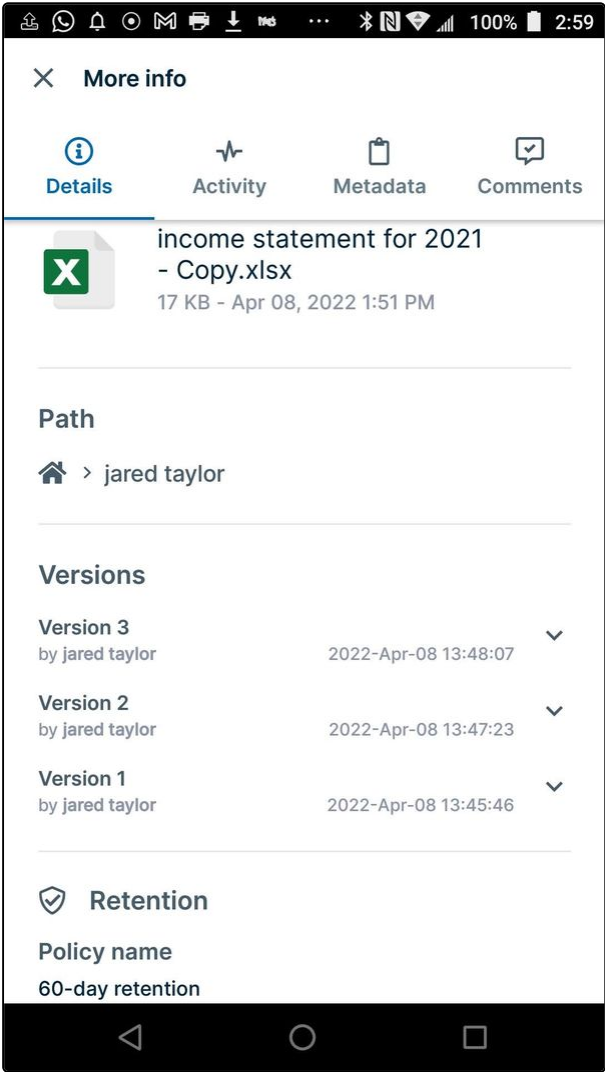 100% 2:59
More info
Details Activity Metadata Comments
X
income statement for 2021
- Copy.xlsx
17 KB - Apr 08, 2022 1:51 PM
Path
> jared taylor
Versions
Version 3
by jared taylor 2022-Apr-08 13:48:07
Version 2
by jared taylor 2022-Apr-08 13:47:23
Version 1
by jared taylor 2022-Apr-08 13:45:46
Retention
Policy name
60-day retention